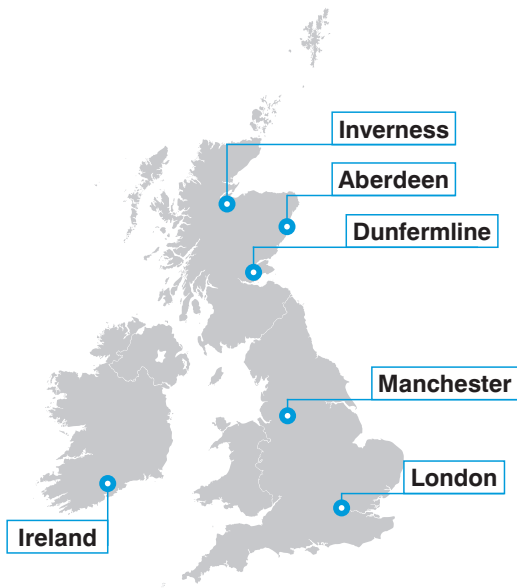 Inverness
Aberdeen
Dunfermline
Manchester
London
Ireland